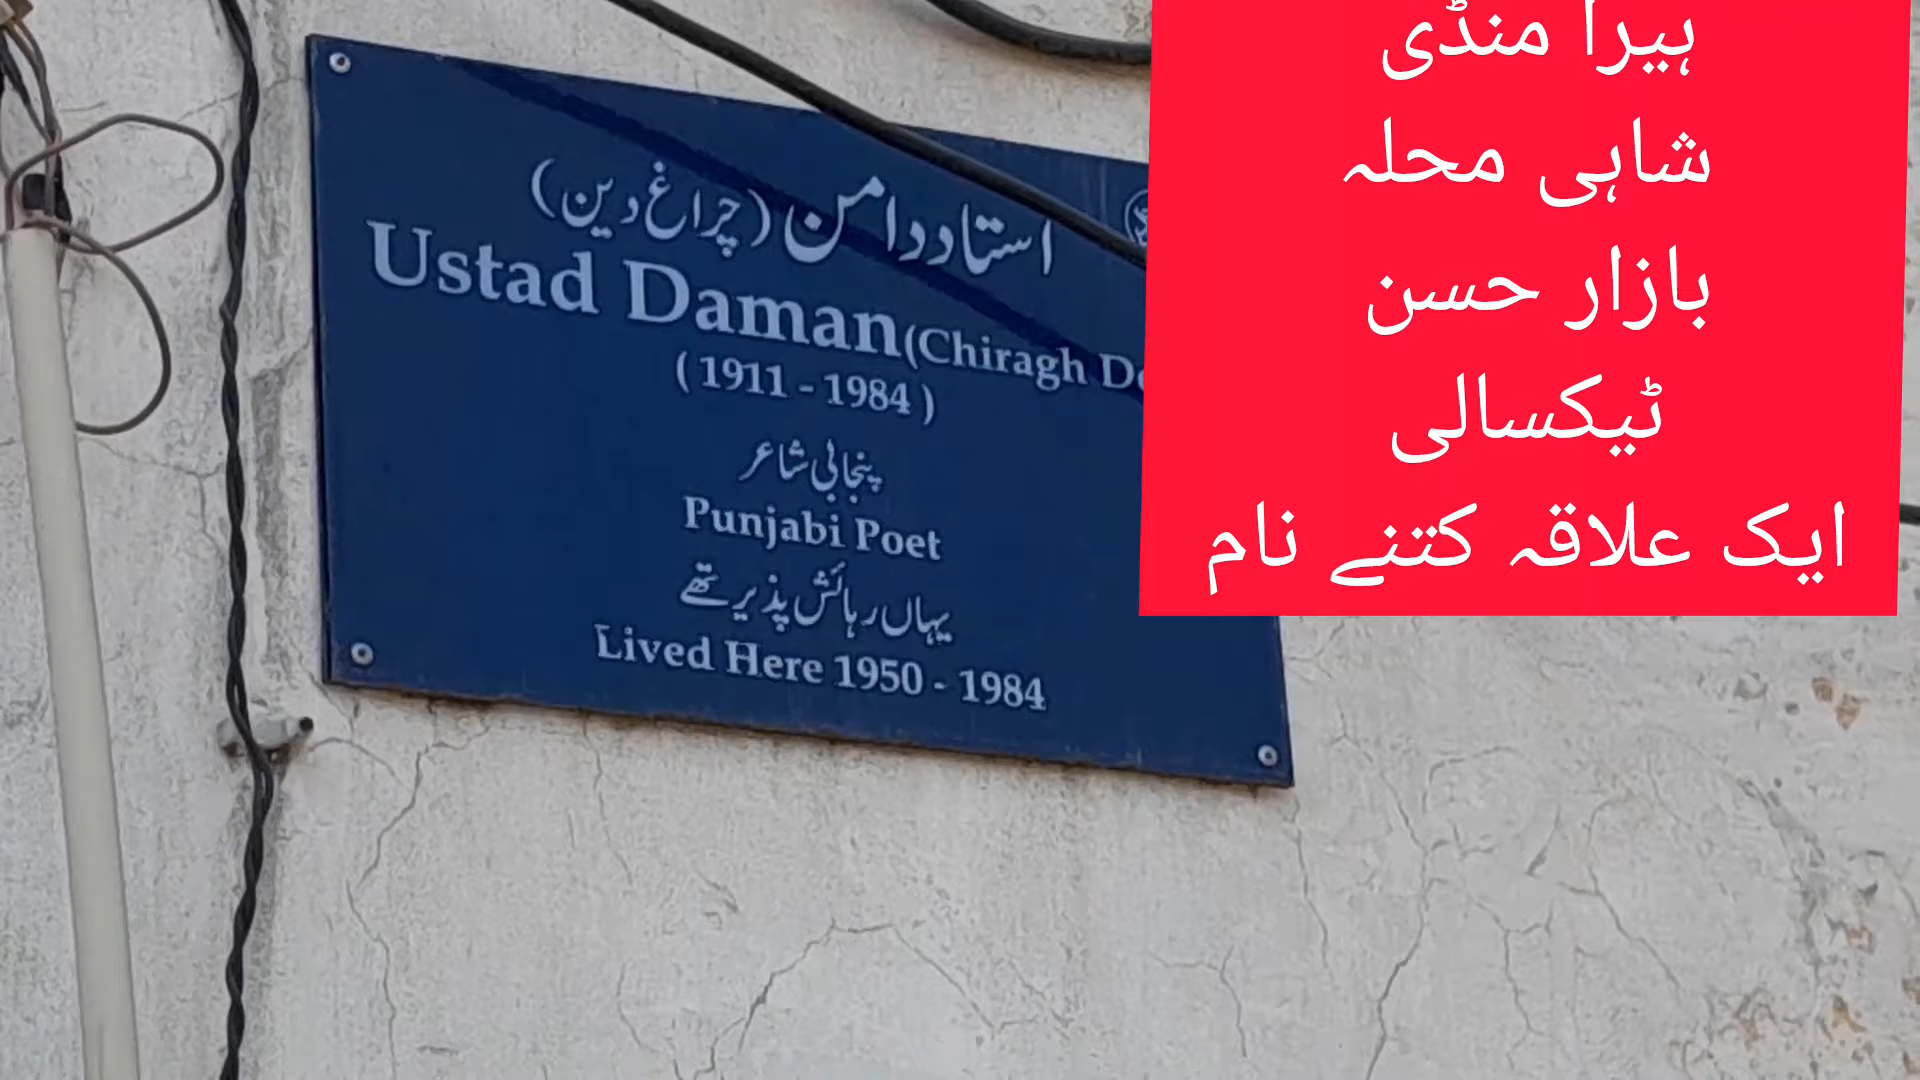 استاد دامن (چراغ دین)
Ustad Daman (Chiragh
( 1911 - 1984 )
پنجابی شاعر
Punjabi Poet
یہاں رہائش پذیر تھے
Lived Here 1950 - 1984
ہیرا منڈی
شاہی محلہ
بازار حسن
ٹیکسالی
ایک علاقہ کتنے نام